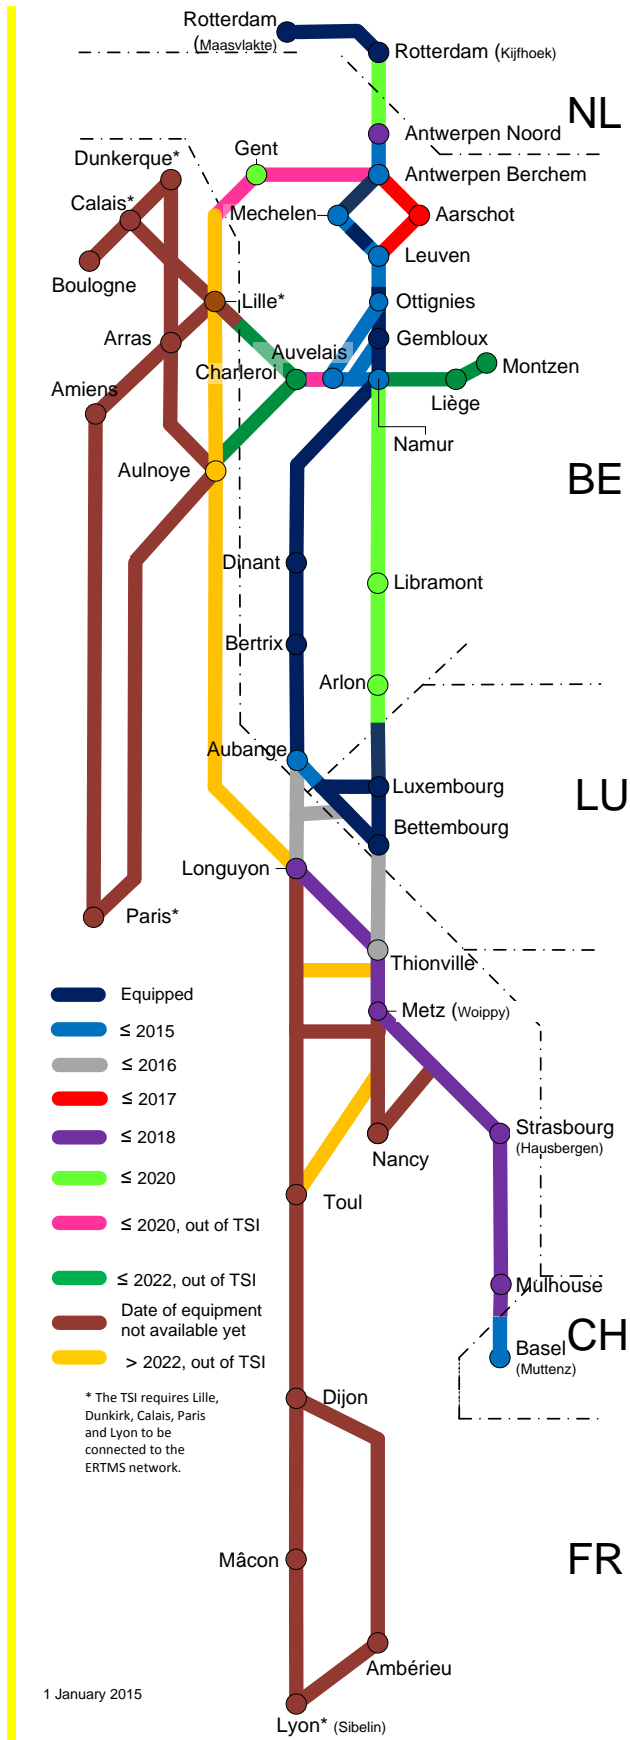 Rotterdam
(Maasvlakte)
Rotterdam (Kijfhoek)
NL
Antwerpen Noord
Gent
Dunkerque*
Antwerpen Berchem
Calais*
Mechelen
Aarschot
Leuven
Boulogne
Lille*
Ottignies
Arras
Gembloux
Auvelais
Charleroi
Montzen
Amiens
Liège
Namur
Aulnoye
BE
Dinant
Libramont
Bertrix
Arlon
Aubange
Luxembourg
LU
Bettembourg
Longuyon
Paris*
Thionville
Metz (Woippy)
Equipped
≤ 2015
≤ 2016
≤ 2017
≤ 2018
≤ 2020
≤ 2020, out of TSI
≤ 2022, out of TSI
Date of equipment
not available yet
> 2022, out of TSI
* The TSI requires Lille,
Dunkirk, Calais, Paris
and Lyon to be
connected to the
ERTMS network.
Strasbourg
(Hausbergen)
Nancy
Toul
Mulhouse
CH
Basel
(Muttenz)
Dijon
Mâcon
FR
Ambérieu
1 January 2015
Lyon* (Sibelin)